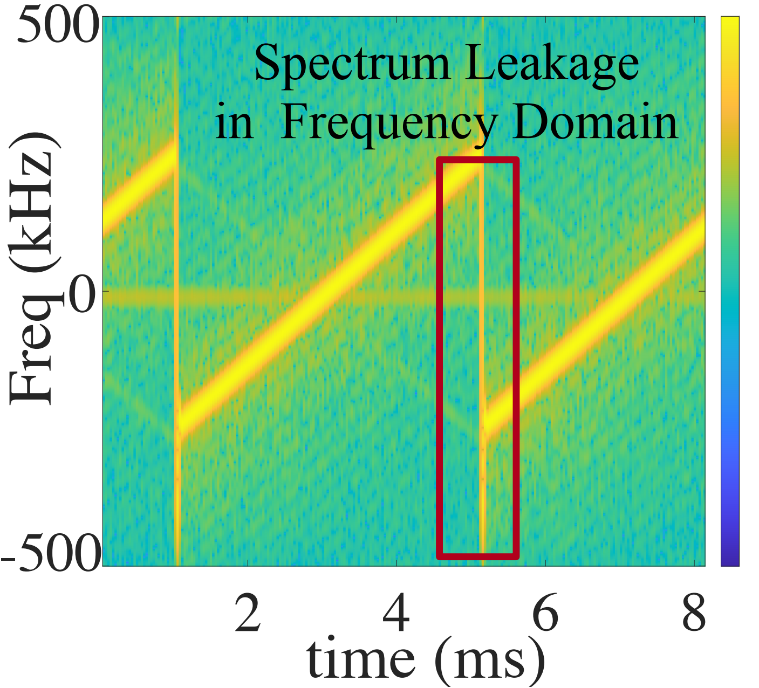 500
Spectrum Leakage
in Frequency Domain
Freq (kHz)
0
-500
2 4 6 8
time (ms)